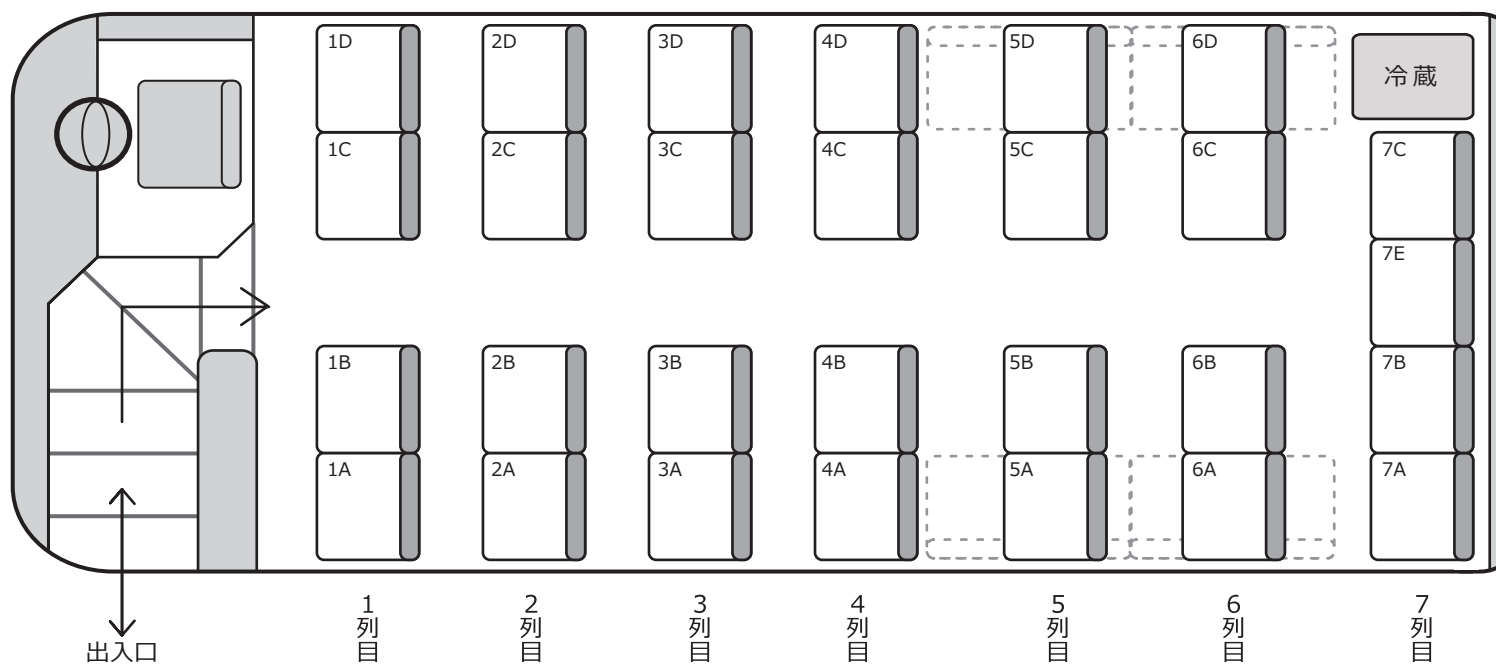 1D 2D 3D 4D 5D 6D
冷蔵
1C 2C 3C 4C 5C 6C 7C
7E
1B 2B 3B 4B 5B 6B 7B
1A 2A 3A 4A 5A 6A 7A
1列目 2列目 3列目 4列目 5列目 6列目 7列目
出入口